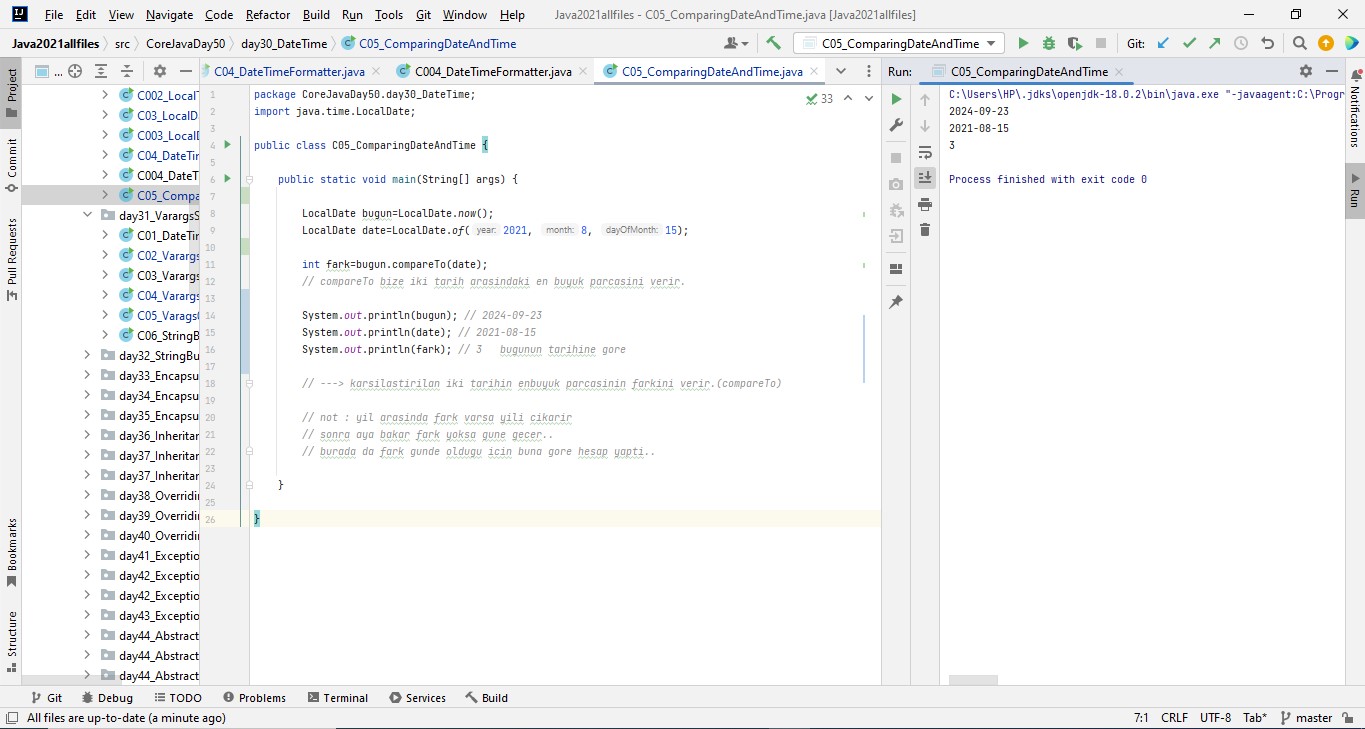 File Edit View Navigate Code Refactor Build Run Tools Git Window Help Java2021allfiles - C05_ComparingDateAndTime.java [Java2021allfiles]
Java2021allfiles src CoreJavaDay50 day30_DateTime C05_ComparingDateAndTime C05_ComparingDateAndTime Git:
Project ... C04_DateTimeFormatter.java C004_DateTimeFormatter.java C05_ComparingDateAndTime.java Run: C05_ComparingDateAndTime
C002_LocalT
C03_LocalD
C003_LocalD
C04_DateTir
C004_DateT
C05_Compa
day31_VarargsS
C01_DateTim
C02_Varargs
C03_Varargs
C04_Varargs
C05_VaragsC
C06_StringB
day32_StringBu
day33_Encapsu
day34_Encapsu
day35_Encapsu
day36_Inheritar
day37_Inheritar
day37_Inheritar
day38_Overridir
day39_Overridir
day40_Overridir
day41_Exceptio
day42_Exceptio
day42_Exceptio
day43_Exceptio
day44_Abstract
day44_Abstract
day44_Abstract
Commit
Pull Requests
Bookmarks
Structure
1 package CoreJavaDay50.day30_DateTime;
2 import java.time.LocalDate;
3
4 public class C05_ComparingDateAndTime {
5
6 public static void main(String[] args) {
7
8 LocalDate bugun=LocalDate.now();
9 LocalDate date=LocalDate.of( year: 2021, month: 8, dayOfMonth: 15);
10
11 int fark=bugun.compareTo(date);
12 // compareTo bize iki tarih arasindaki en buyuk parcasini verir.
13
14 System.out.println(bugun); // 2024-09-23
15 System.out.println(date); // 2021-08-15
16 System.out.println(fark); // 3 bugunun tarihine gore
17
18 // ---> karsilastirilan iki tarihin enbuyuk parcasinin farkini verir.(compareTo)
19
20 // not : yil arasinda fark varsa yili cikarir
21 // sonra aya bakar fark yoksa gune gecer..
22 // burada da fark gunde oldugu icin buna gore hesap yapti..
23
24 }
25
26 }
33
C:\Users\HP\.jdks\openjdk-18.0.2\bin\java.exe "-javaagent:C:\Progr
2024-09-23
2021-08-15
3
Process finished with exit code 0
Notifications
Run
Git Debug TODO Problems Terminal Services Build
All files are up-to-date (a minute ago) 7:1 CRLF UTF-8 Tab* master